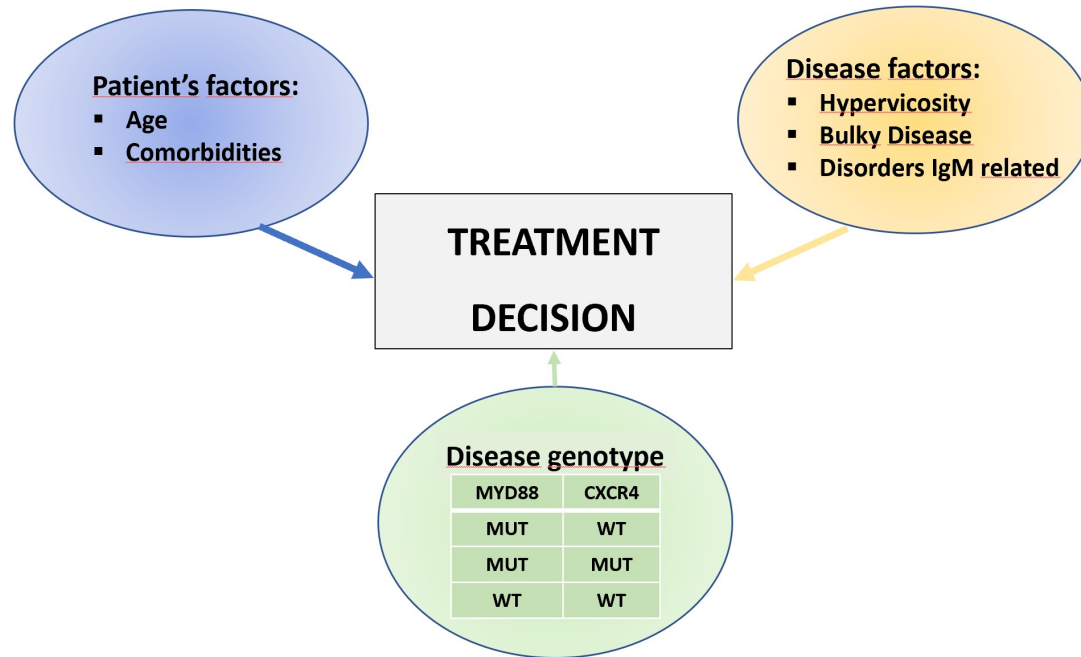 Patient's factors:
▪ Age
▪ Comorbidities
Disease factors:
▪ Hypervicosity
▪ Bulky Disease
▪ Disorders IgM related
TREATMENT
DECISION
Disease genotype
MYD88 CXCR4
MUT WT
MUT MUT
WT WT